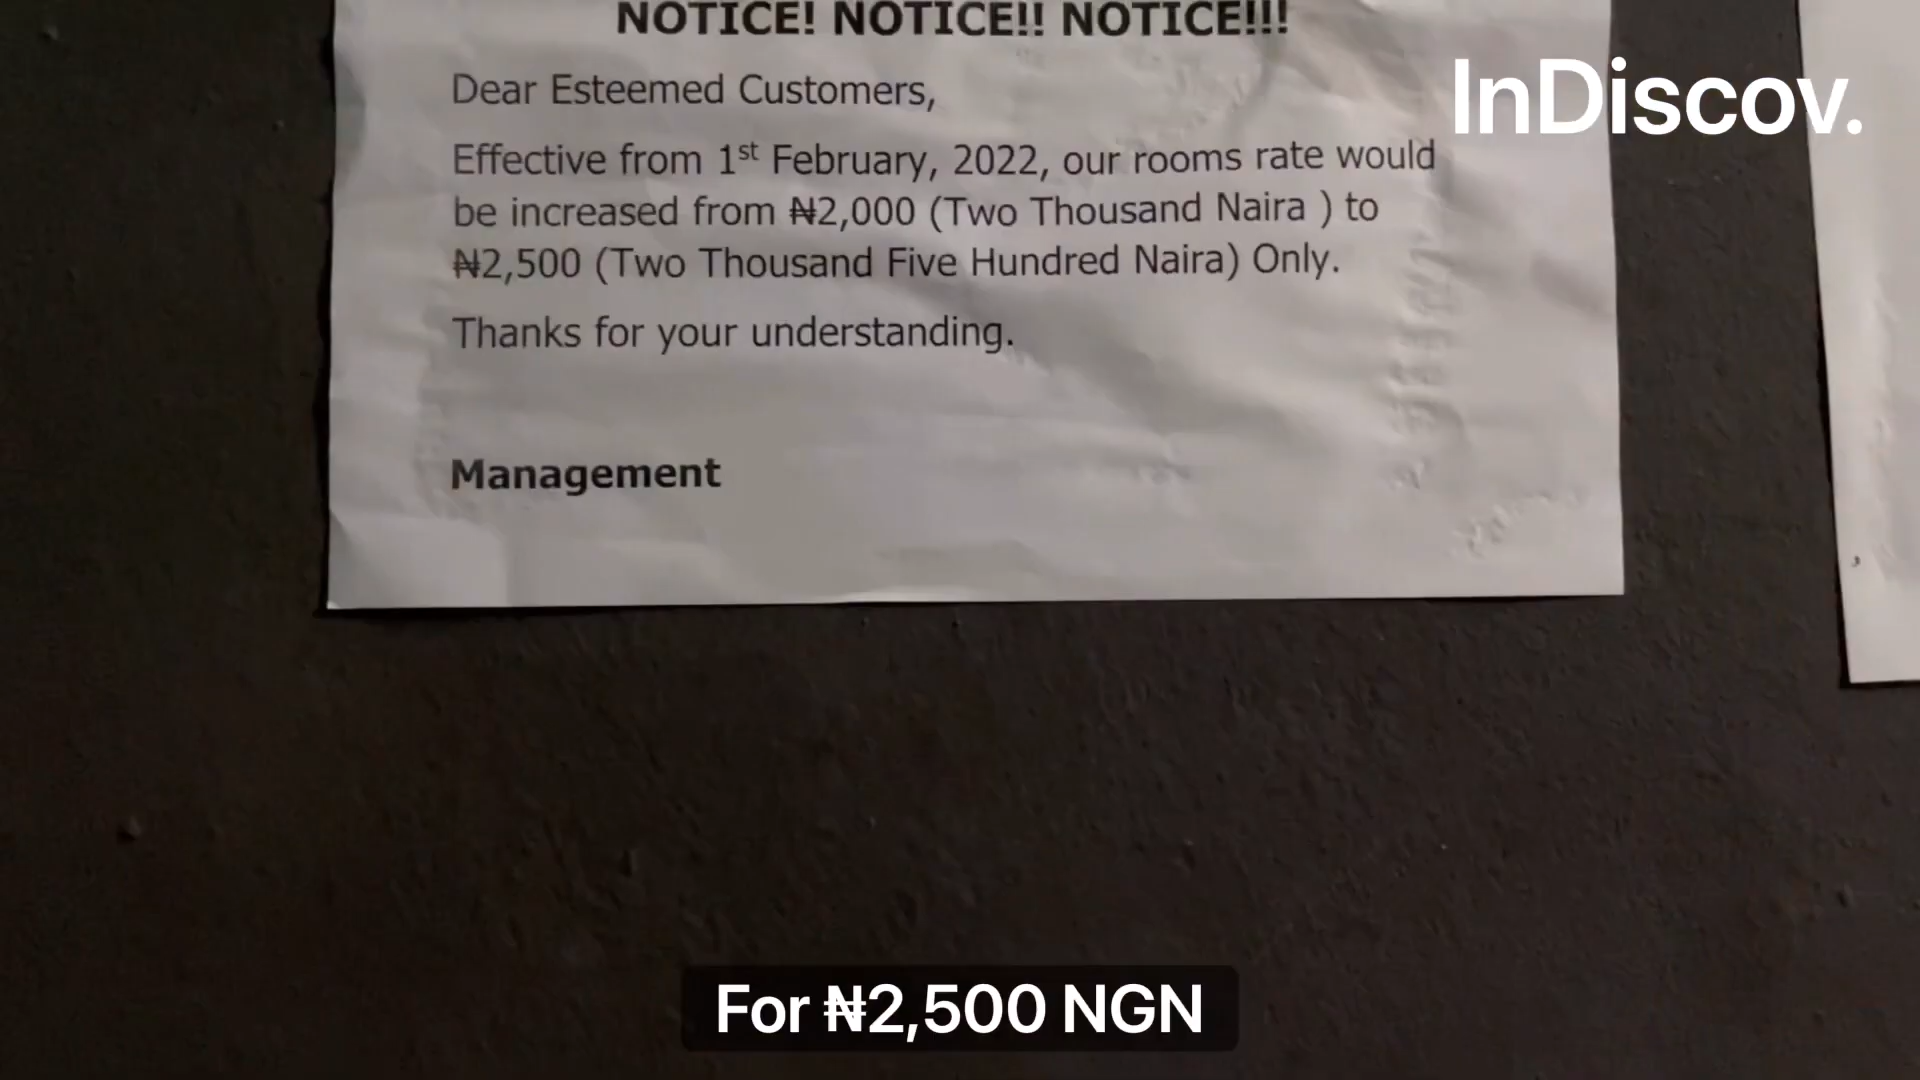 NOTICE! NOTICE!! NOTICE!!!
InDiscov.
Dear Esteemed Customers,
Effective from 1st February, 2022, our rooms rate would
be increased from ₦2,000 (Two Thousand Naira ) to
₦2,500 (Two Thousand Five Hundred Naira) Only.
Thanks for your understanding.
Management
For ₦2,500 NGN